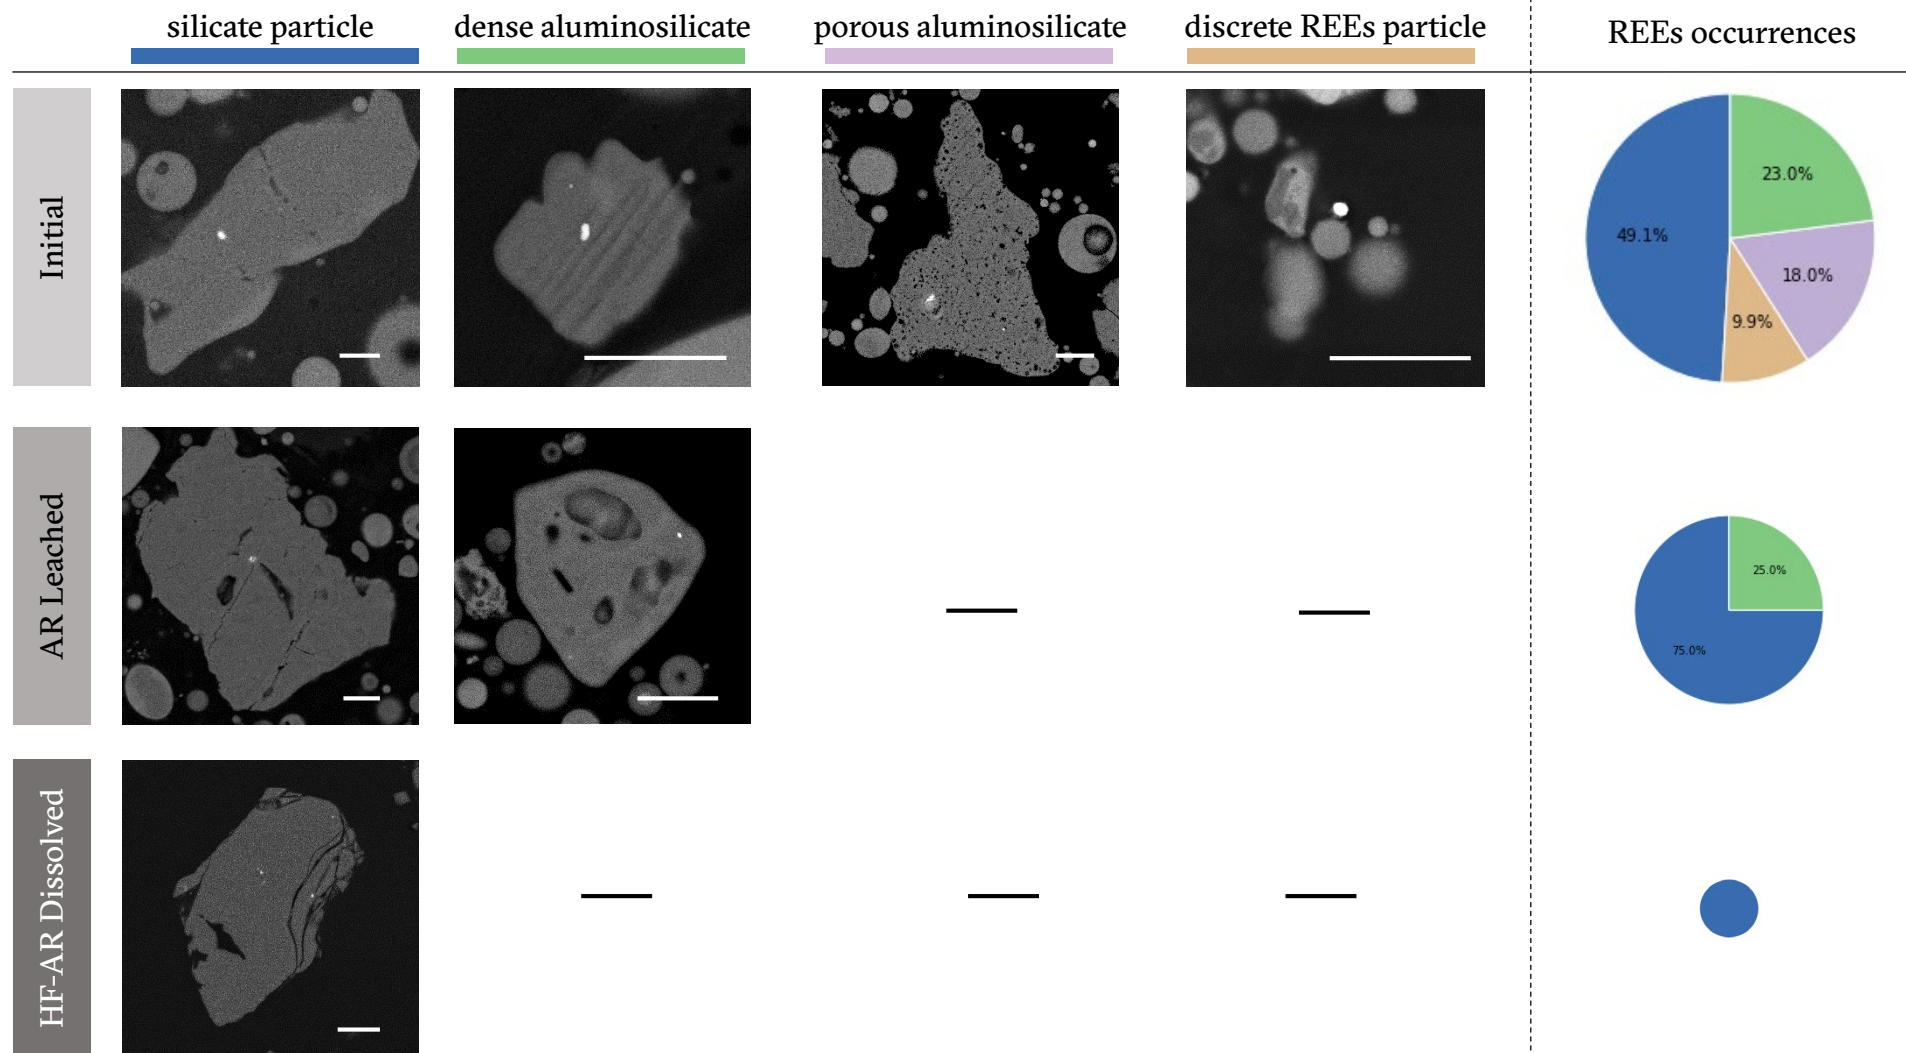 silicate particle
dense aluminosilicate
porous aluminosilicate
discrete REEs particle
REEs occurrences
Initial
23.0%
49.1%
18.0%
9.9%
AR Leached
25.0%
75.0%
HF-AR Dissolved